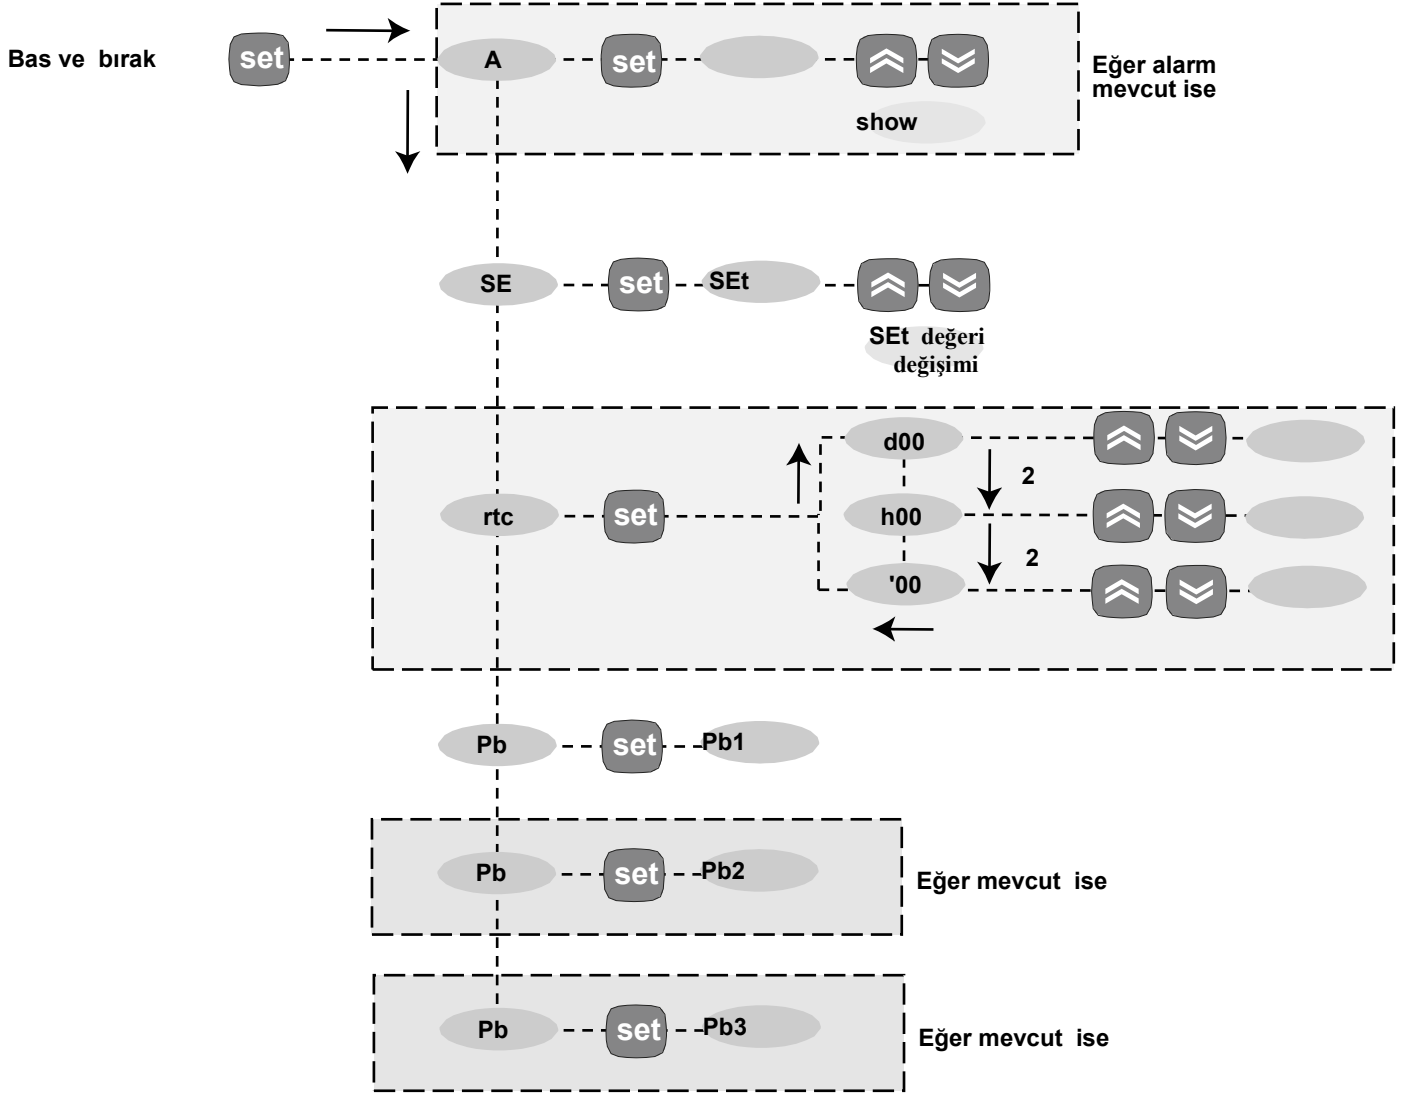 Bas ve bırak
set
A
set
Eğer alarm
mevcut ise
show
SE
set
SEt
SEt değeri
değişimi
d00
2
rtc
set
h00
2
'00
Pb
set
Pb1
Pb
set
Pb2
Eğer mevcut ise
Pb
set
Pb3
Eğer mevcut ise